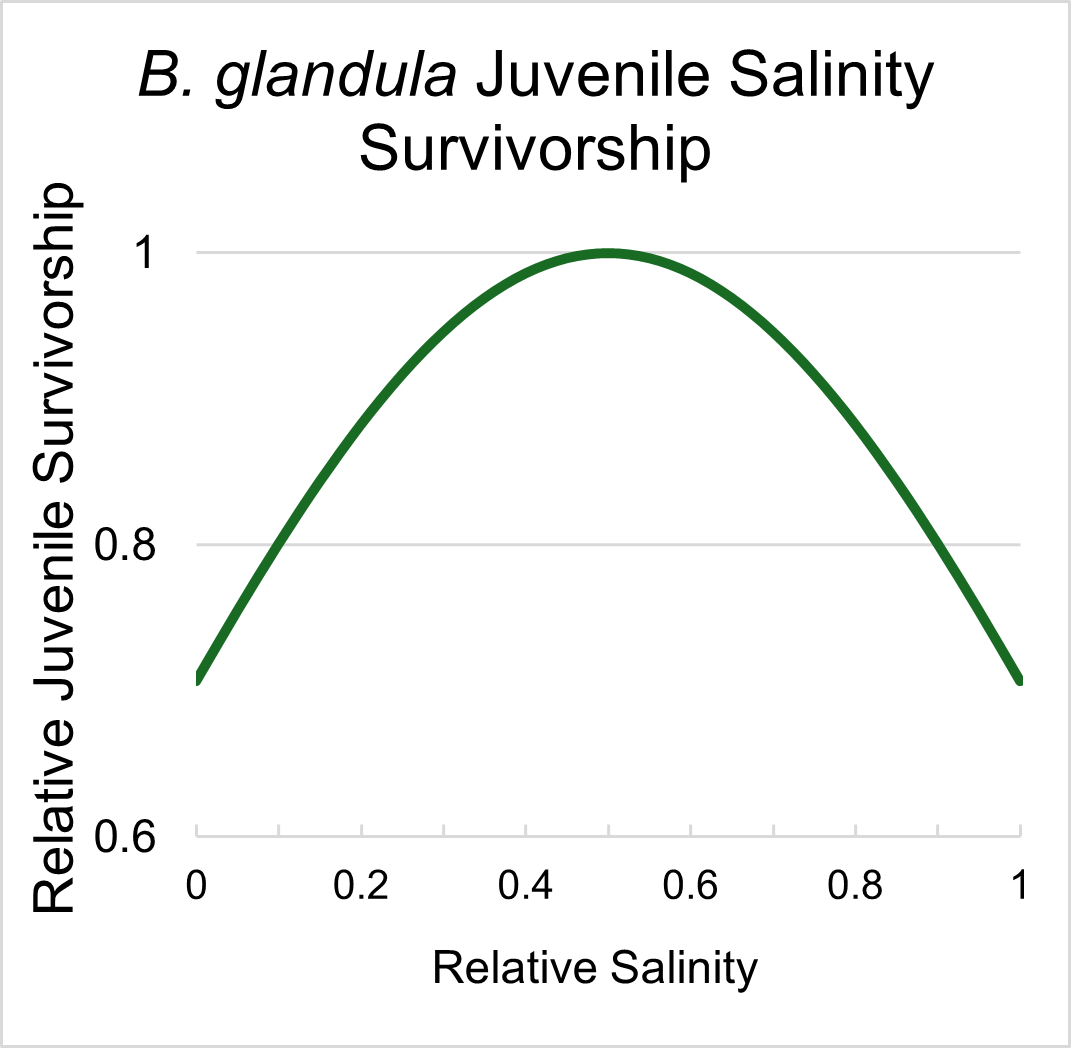 B. glandula Juvenile Salinity
Survivorship
Relative Juvenile Survivorship
1
0.8
0.6
0 0.2 0.4 0.6 0.8 1
Relative Salinity